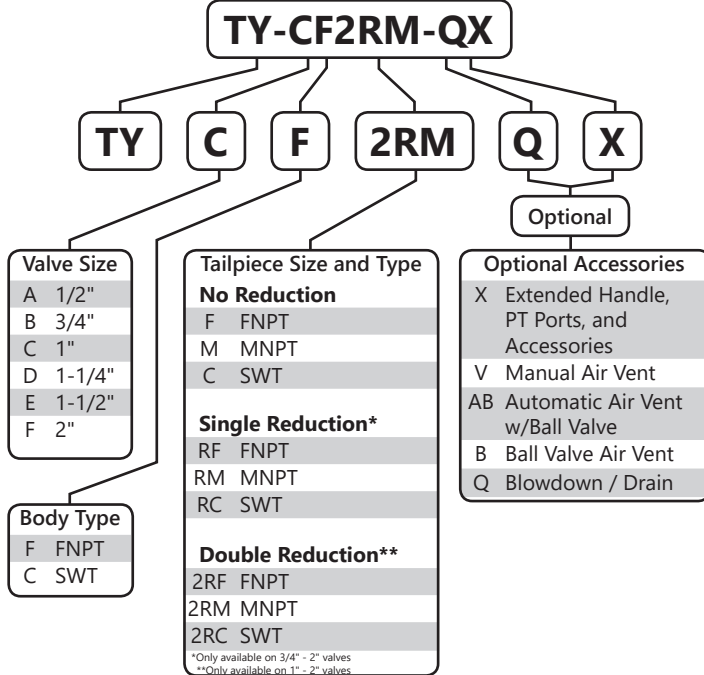 TY-CF2RM-QX
TY C F 2RM Q X
Optional
Valve Size
A 1/2"
B 3/4"
C 1"
D 1-1/4"
E 1-1/2"
F 2"
Body Type
F FNPT
C SWT
Tailpiece Size and Type
No Reduction
F FNPT
M MNPT
C SWT
Single Reduction*
RF FNPT
RM MNPT
RC SWT
Double Reduction**
2RF FNPT
2RM MNPT
2RC SWT
*Only available on 3/4" - 2" valves
**Only available on 1" - 2" valves
Optional Accessories
X Extended Handle,
PT Ports, and
Accessories
V Manual Air Vent
AB Automatic Air Vent
w/Ball Valve
B Ball Valve Air Vent
Q Blowdown / Drain